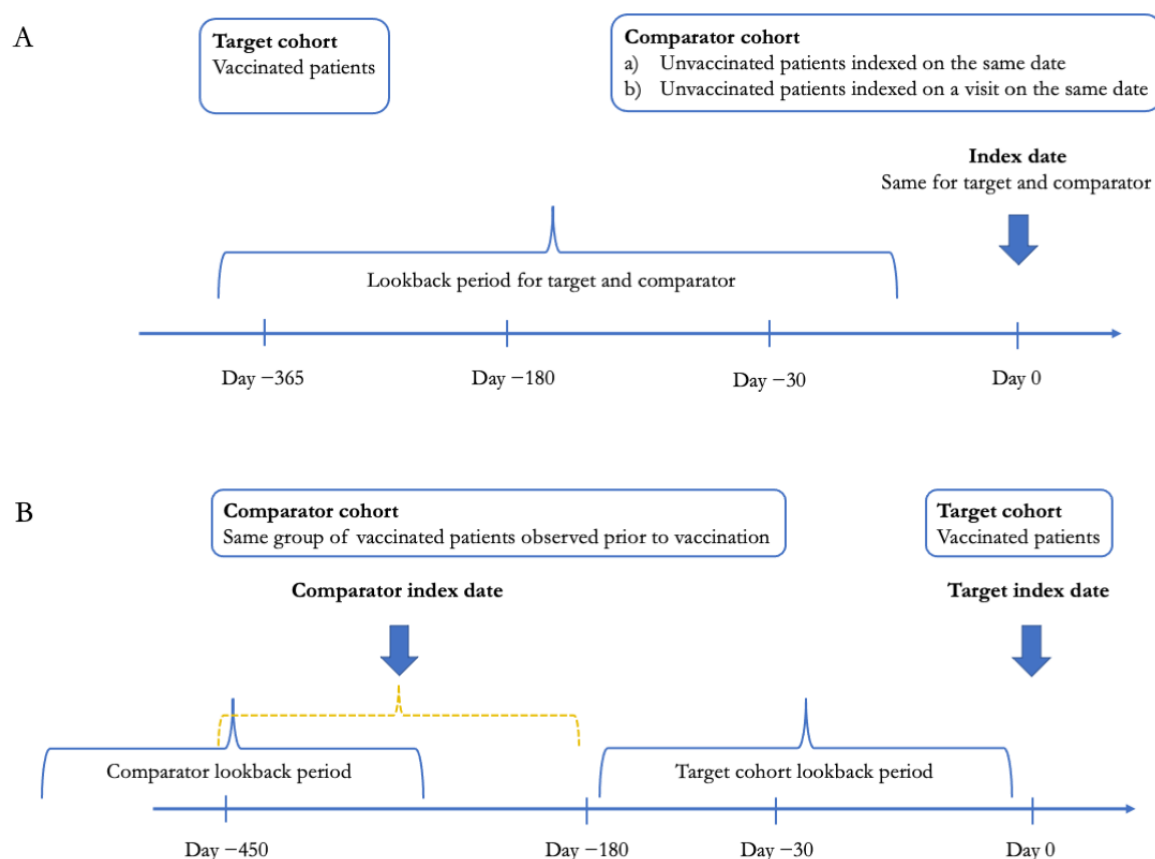 A
Target cohort
Vaccinated patients
Comparator cohort
a) Unvaccinated patients indexed on the same date
b) Unvaccinated patients indexed on a visit on the same date
Index date
Same for target and comparator
Lookback period for target and comparator
Day −365
Day −180
Day −30
Day 0
B
Comparator cohort
Same group of vaccinated patients observed prior to vaccination
Target cohort
Vaccinated patients
Comparator index date
Target index date
Comparator lookback period
Target cohort lookback period
Day −450
Day −180
Day −30
Day 0